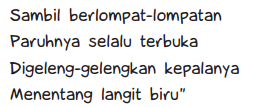 Sambil berlompat-lompatan
Paruhnya selalu terbuka
Digeleng-gelengkan kepalanya
Menentang langit biru"